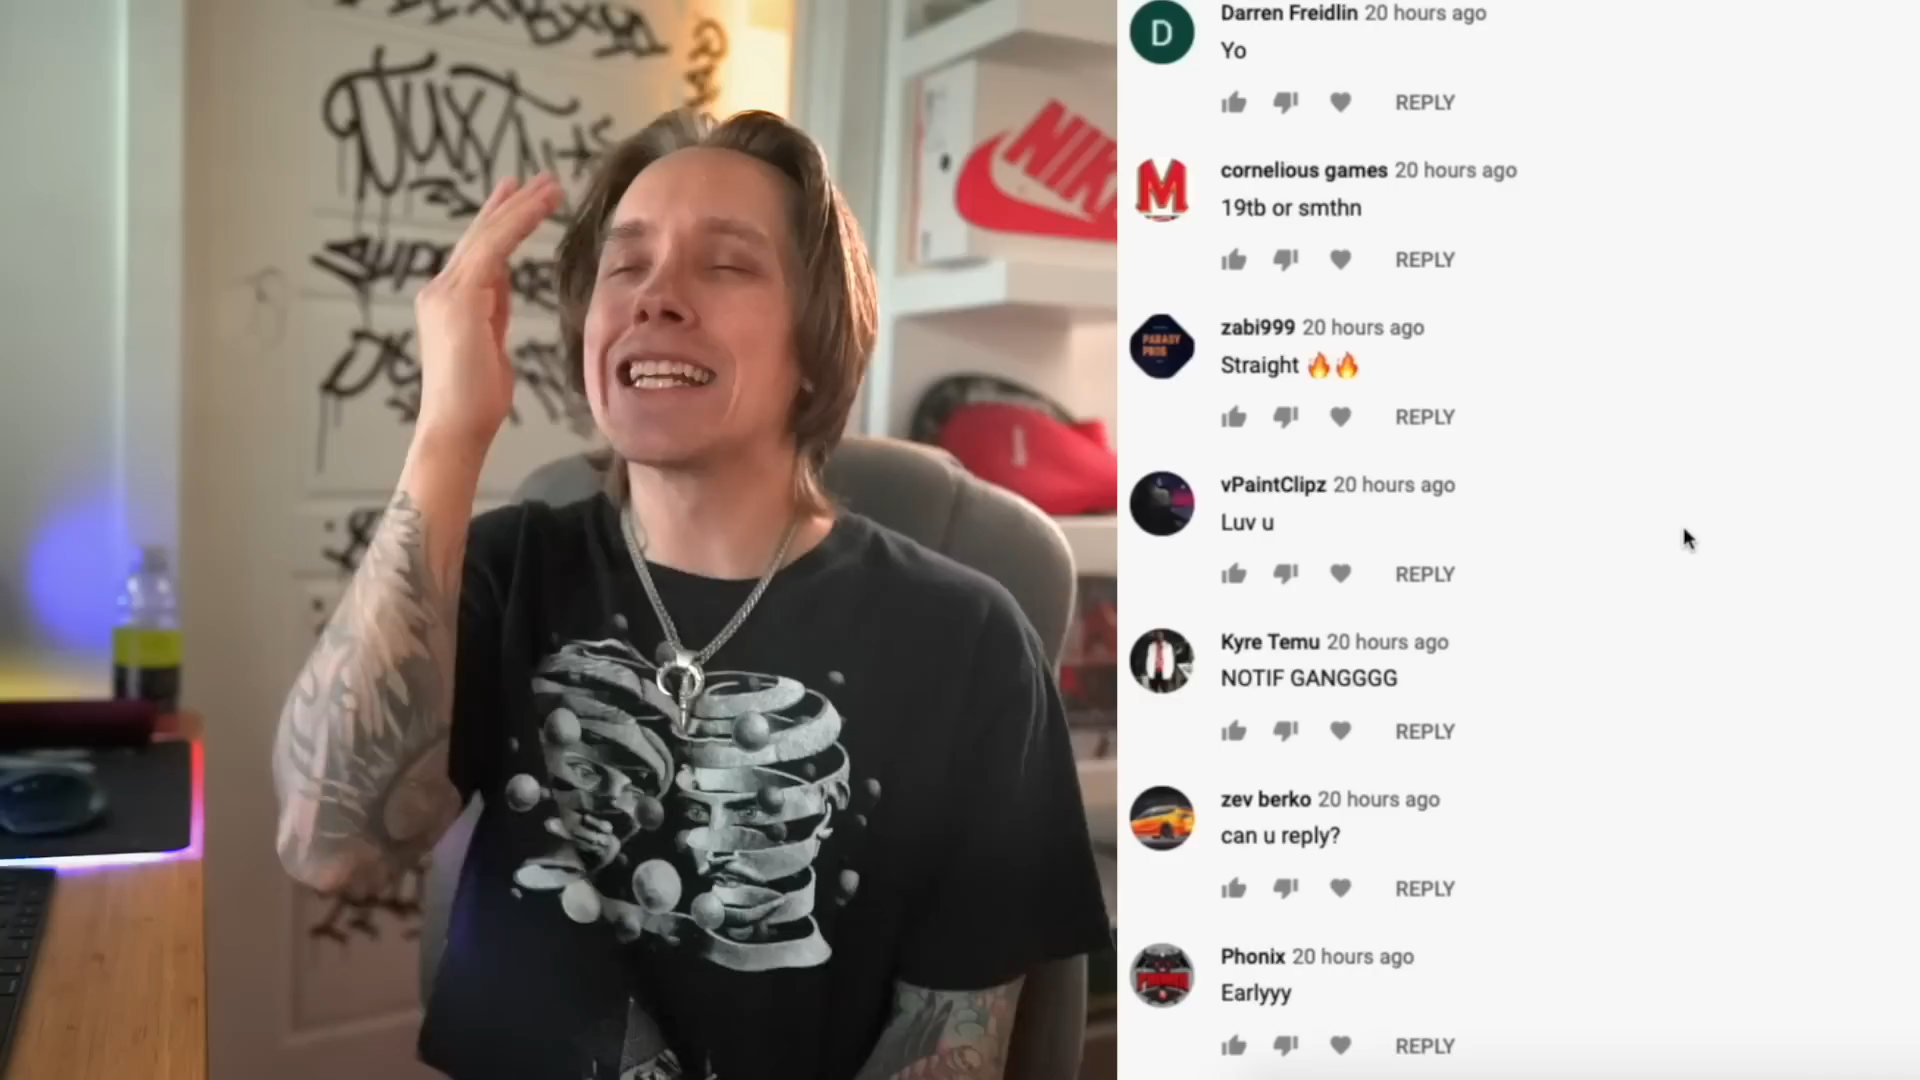 NIKE
Darren Freidlin 20 hours ago
Yo
REPLY
cornelious games 20 hours ago
19tb or smthn
REPLY
zabi999 20 hours ago
Straight 🔥🔥
REPLY
vPaintClipz 20 hours ago
Luv u
REPLY
Kyre Temu 20 hours ago
NOTIF GANGGGG
REPLY
zev berko 20 hours ago
can u reply?
REPLY
Phonix 20 hours ago
Earlyyy
REPLY